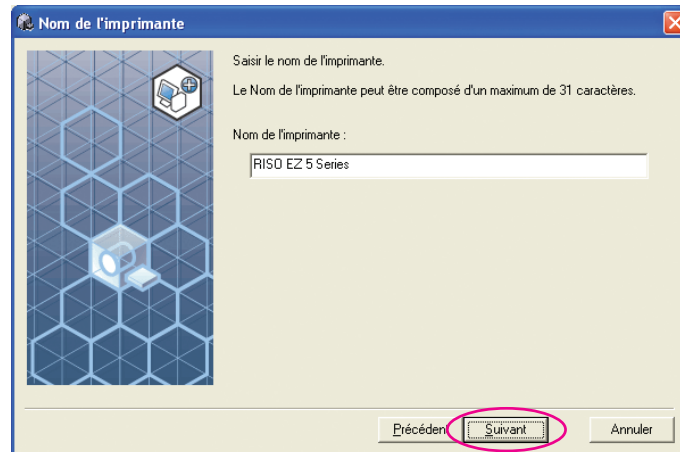 Nom de l'imprimante
Saisir le nom de l'imprimante.
Le Nom de l'imprimante peut être composé d'un maximum de 31 caractères.
Nom de l'imprimante :
RISO EZ 5 Series
Précéden Suivant Annuler